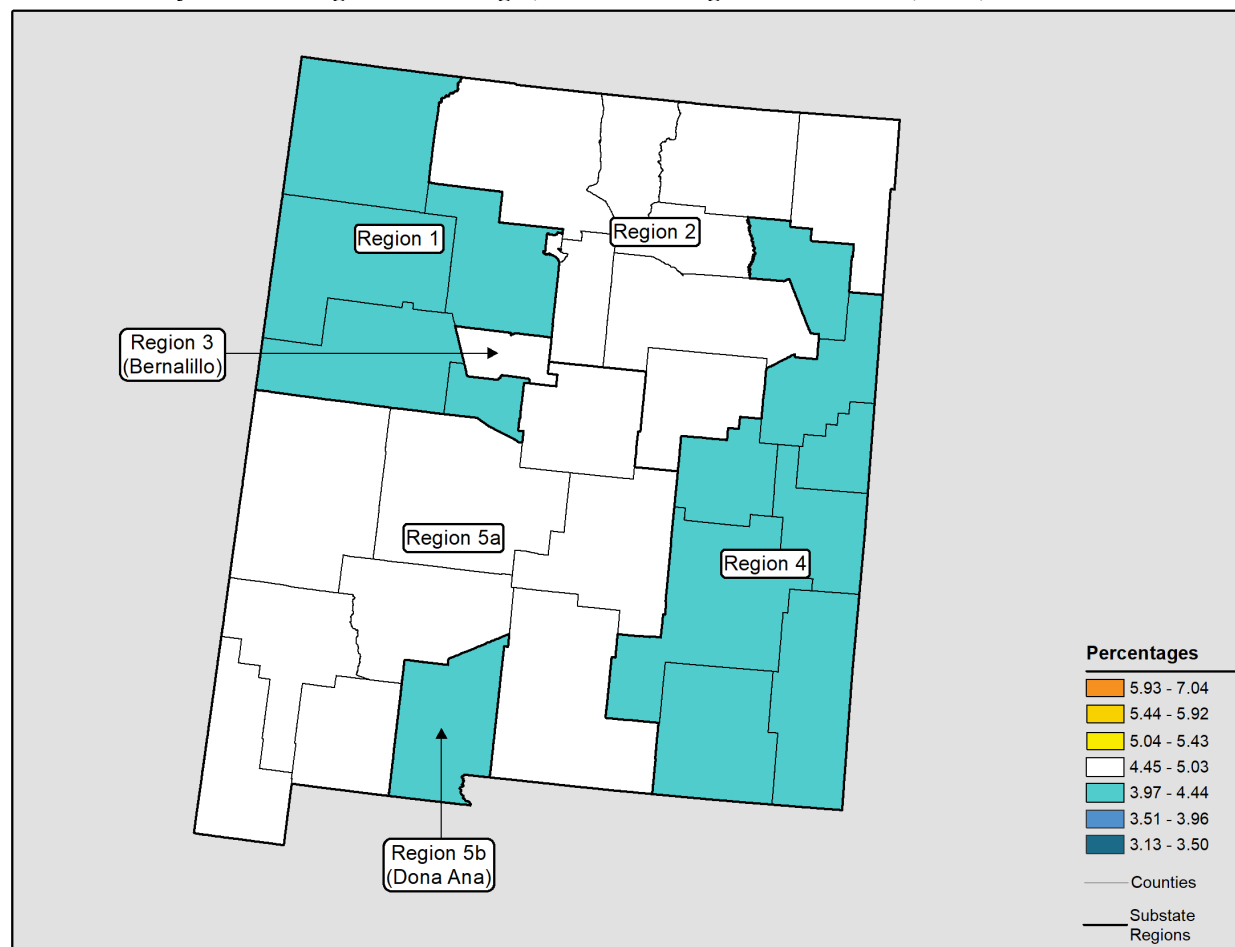 Region 1
Region 2
Region 3
(Bernalillo)
Region 5a
Region 4
Region 5b
(Dona Ana)
Percentages
5.93 - 7.04
5.44 - 5.92
5.04 - 5.43
4.45 - 5.03
3.97 - 4.44
3.51 - 3.96
3.13 - 3.50
Counties
Substate
Regions